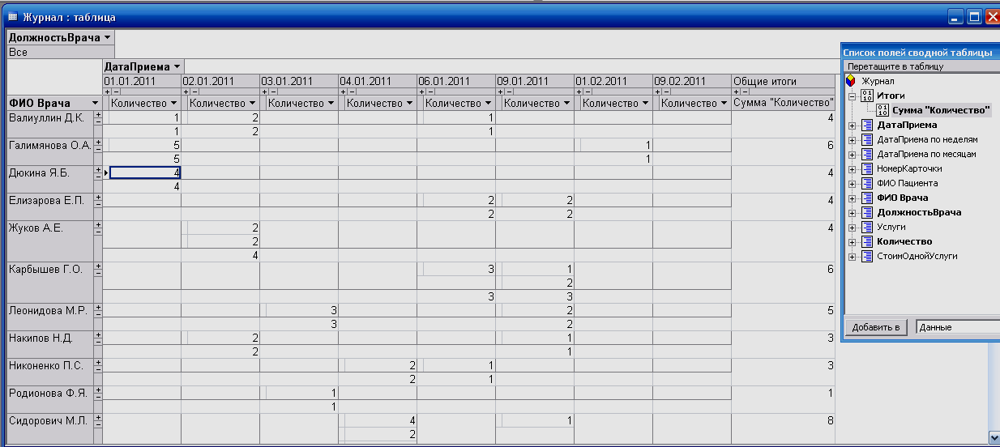 Журнал : таблица
ДолжностьВрача
Все
ДатаПриема
01.01.2011 02.01.2011 03.01.2011 04.01.2011 06.01.2011 09.01.2011 01.02.2011 09.02.2011 Общие итоги
+ − + − + − + − + − + − + − + − + −
ФИО Врача Количество Количество Количество Количество Количество Количество Количество Количество Сумма "Количество"
Валиуллин Д.К. 1 2 1 4
1 2 1
Галимянова О.А. 5 1 6
5 1
Дюкина Я.Б. 4 4
4
Елизарова Е.П. 2 2 4
2 2
Жуков А.Е. 2 4
2
4
Карбышев Г.О. 3 1 6
2
3 3
Леонидова М.Р. 3 2 5
3 2
Накипов Н.Д. 2 1 3
2 1
Никоненко П.С. 2 1 3
2 1
Родионова Ф.Я. 1 1
1
Сидорович М.Л. 4 1 8
2
Список полей сводной таблицы
Перетащите в таблицу
Журнал
Итоги
Сумма "Количество"
ДатаПриема
ДатаПриема по неделям
ДатаПриема по месяцам
НомерКарточки
ФИО Пациента
ФИО Врача
ДолжностьВрача
Услуги
Количество
СтоимОднойУслуги
Добавить в Данные